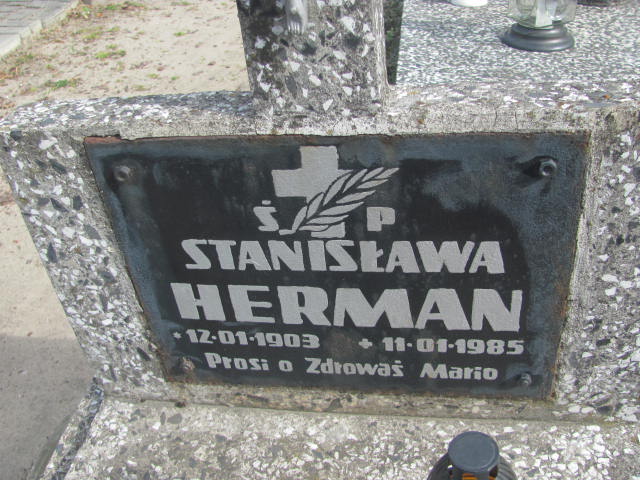 Ś P
STANISŁAWA
HERMAN
* 12·01·1903 + 11·01·1985
Prosi o Zdrowaś Mario